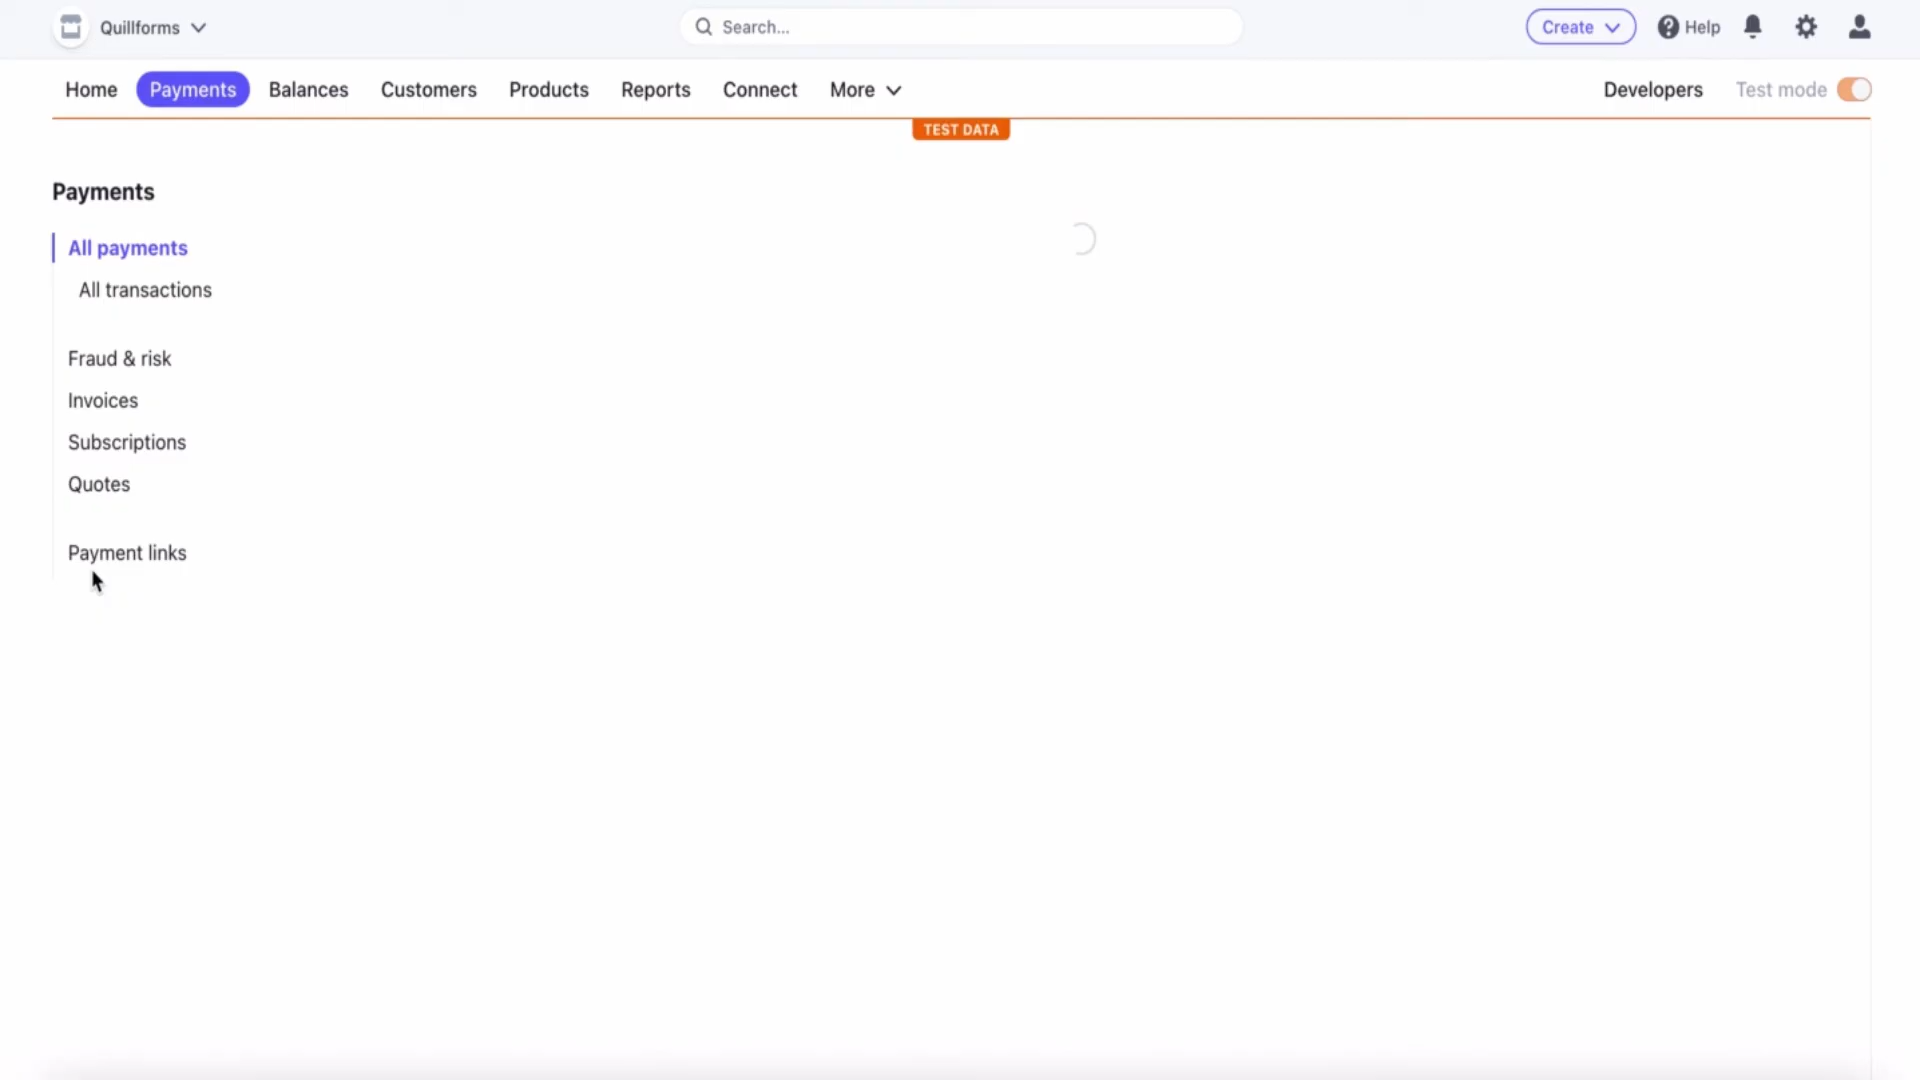 Quillforms
Search...
Create
Help
Home
Payments
Balances
Customers
Products
Reports
Connect
More
Developers
Test mode
TEST DATA
Payments
All payments
All transactions
Fraud & risk
Invoices
Subscriptions
Quotes
Payment links